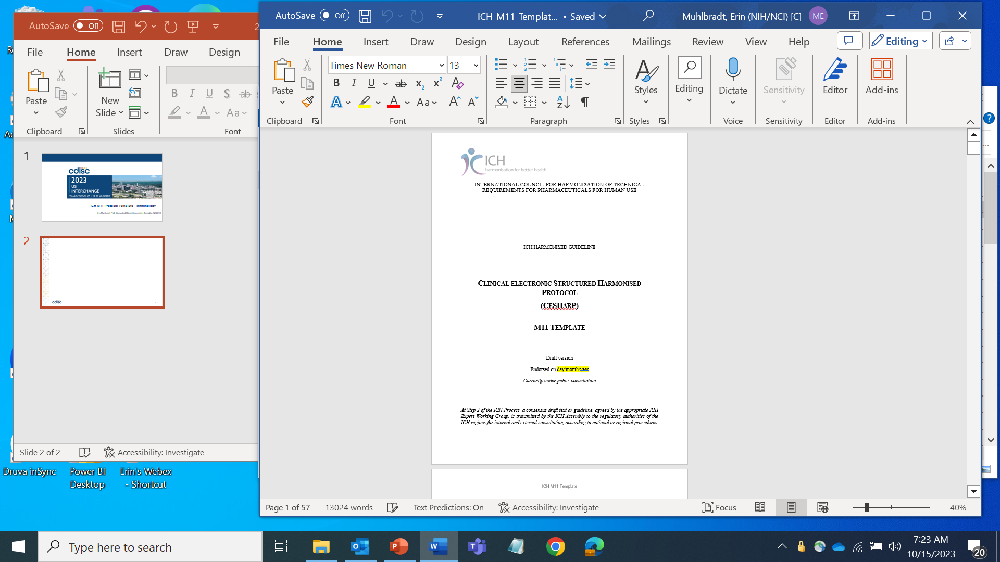 AutoSave Off
File Home Insert Draw Design
Paste
New
Slide
B I U S ab
A Aa
Clipboard Slides Font
1
cdisc
2023
US
INTERCHANGE
FALLS CHURCH, VA | 18-19 OCTOBER
ICH M11 Protocol Template - Terminology
2
cdisc
Slide 2 of 2 Accessibility: Investigate
Druva inSync
Power BI
Desktop
Erin's Webex
- Shortcut
AutoSave Off
ICH_M11_Templat... • Saved
Muhlbradt, Erin (NIH/NCI) [C] ME
File Home Insert Draw Design Layout References Mailings Review View Help
Editing
Paste
Times New Roman 13
B I U ab x2 x2
A A Aa A A
Styles Editing Dictate Sensitivity Editor Add-ins
Clipboard Font Paragraph Styles Voice Sensitivity Editor Add-ins
ICH
harmonisation for better health
INTERNATIONAL COUNCIL FOR HARMONISATION OF TECHNICAL
REQUIREMENTS FOR PHARMACEUTICALS FOR HUMAN USE
ICH HARMONISED GUIDELINE
CLINICAL ELECTRONIC STRUCTURED HARMONISED
PROTOCOL
(CESHARP)
M11 TEMPLATE
Draft version
Endorsed on day/month/year
Currently under public consultation
At Step 2 of the ICH Process, a consensus draft text or guideline, agreed by the appropriate ICH
Expert Working Group, is transmitted by the ICH Assembly to the regulatory authorities of the
ICH regions for internal and external consultation, according to national or regional procedures.
ICH M11 Template
Page 1 of 57 13024 words Text Predictions: On Accessibility: Investigate Focus 40%
Type here to search
7:23 AM
10/15/2023
20